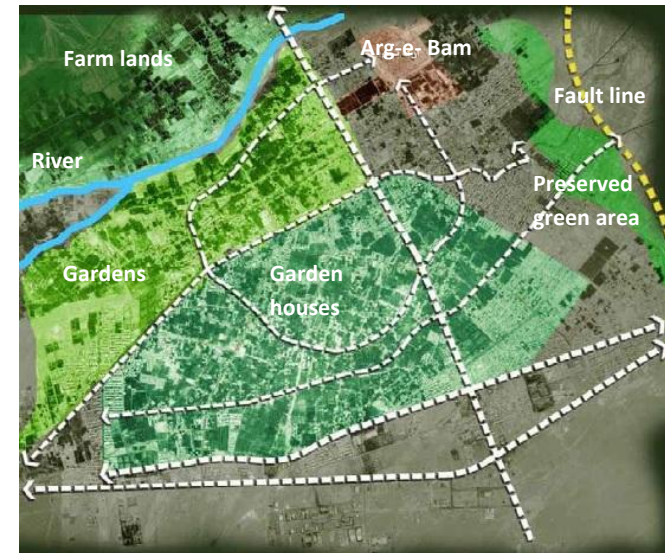 Farm lands
Arg-e- Bam
Fault line
River
Preserved
green area
Gardens
Garden
houses